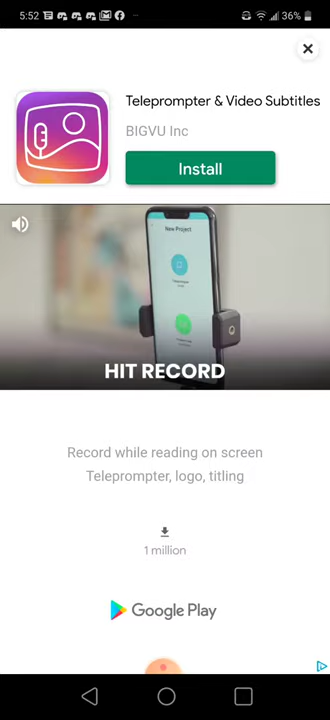 5:52
36%
Teleprompter & Video Subtitles
BIGVU Inc
Install
New Project
HIT RECORD
Record while reading on screen
Teleprompter, logo, titling
1 million
Google Play